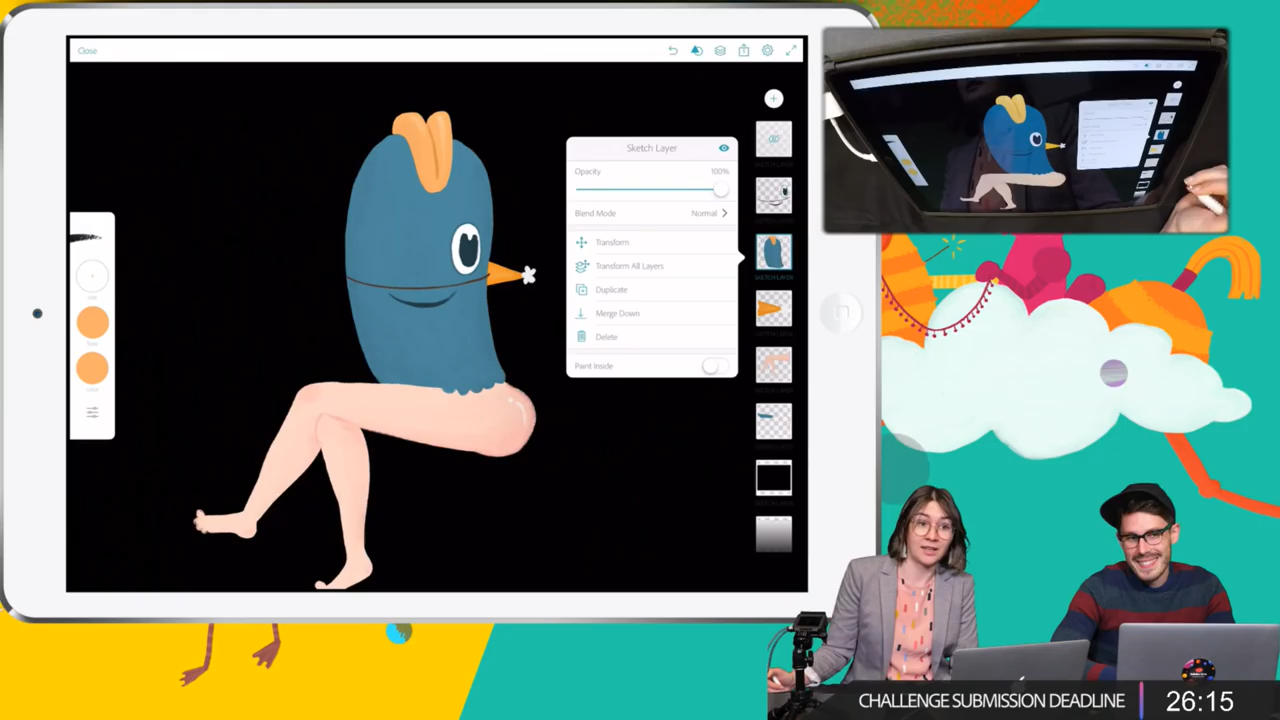 Close
Sketch Layer
Opacity 100%
Blend Mode Normal
Transform
Transform All Layers
Duplicate
Merge Down
Delete
Paint Inside
CHALLENGE SUBMISSION DEADLINE 26:15